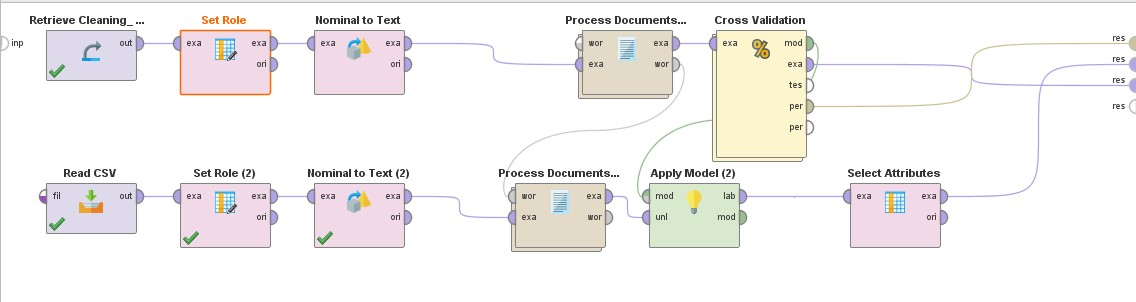 Retrieve Cleaning_ ...
Set Role
Nominal to Text
Process Documents...
Cross Validation
inp
out
exa
exa
ori
exa
exa
ori
wor
exa
exa
wor
exa
mod
exa
tes
per
per
res
res
res
res
Read CSV
Set Role (2)
Nominal to Text (2)
Process Documents...
Apply Model (2)
Select Attributes
fil
out
exa
exa
ori
exa
exa
ori
wor
exa
exa
wor
mod
lab
unl
mod
exa
exa
ori